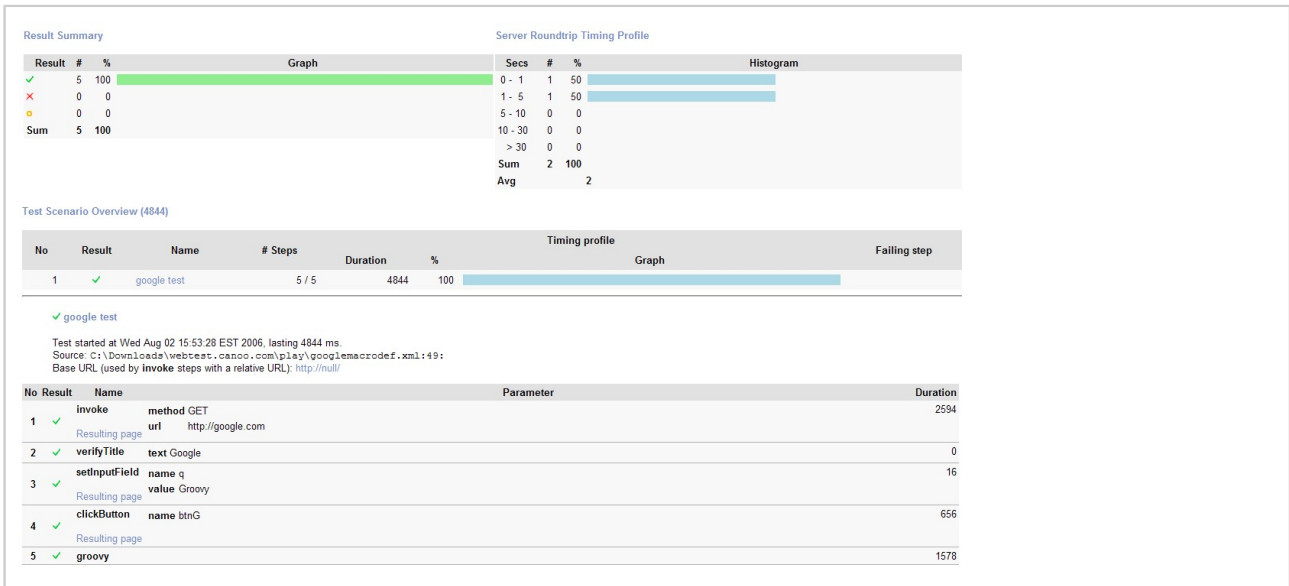 Result Summary
Result # % Graph
5 100
0 0
0 0
Sum 5 100
Server Roundtrip Timing Profile
Secs # % Histogram
0 - 1 1 50
1 - 5 1 50
5 - 10 0 0
10 - 30 0 0
> 30 0 0
Sum 2 100
Avg 2
Test Scenario Overview (4844)
No Result Name # Steps Timing profile Failing step
Duration % Graph
1 google test 5 / 5 4844 100
google test
Test started at Wed Aug 02 15:53:28 EST 2006, lasting 4844 ms.
Source: C:\Downloads\webtest.canoo.com\play\googlemacrodef.xml:49:
Base URL (used by invoke steps with a relative URL): http://null/
No Result Name Parameter Duration
1 invoke method GET 2594
url http://google.com
Resulting page
2 verifyTitle text Google 0
3 setInputField name q 16
value Groovy
Resulting page
4 clickButton name btnG 656
Resulting page
5 groovy 1578